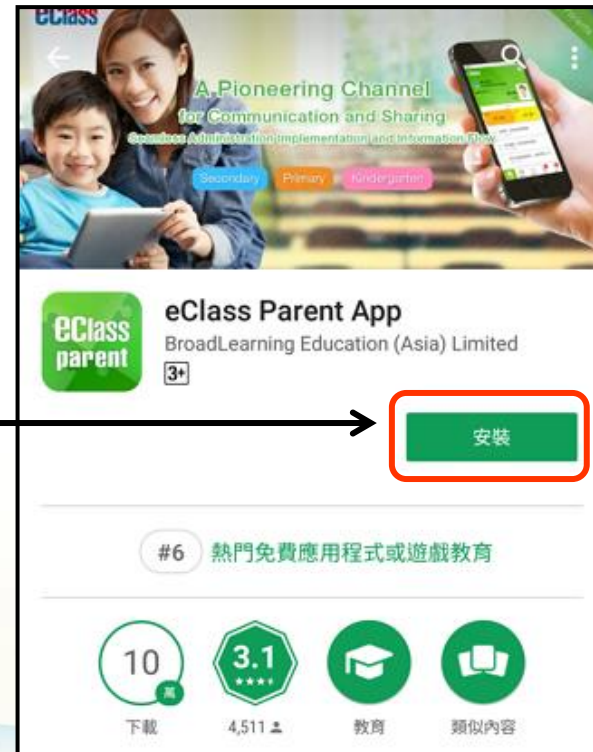 eClass
A Pioneering Channel
for Communication and Sharing
Seamless Administration Implementation and Information Flow
Secondary Primary Kindergarten
eClass
parent
eClass Parent App
BroadLearning Education (Asia) Limited
3+
安裝
#6 熱門免費應用程式或遊戲教育
10 萬
3.1
下載 4,511 教育 類似內容